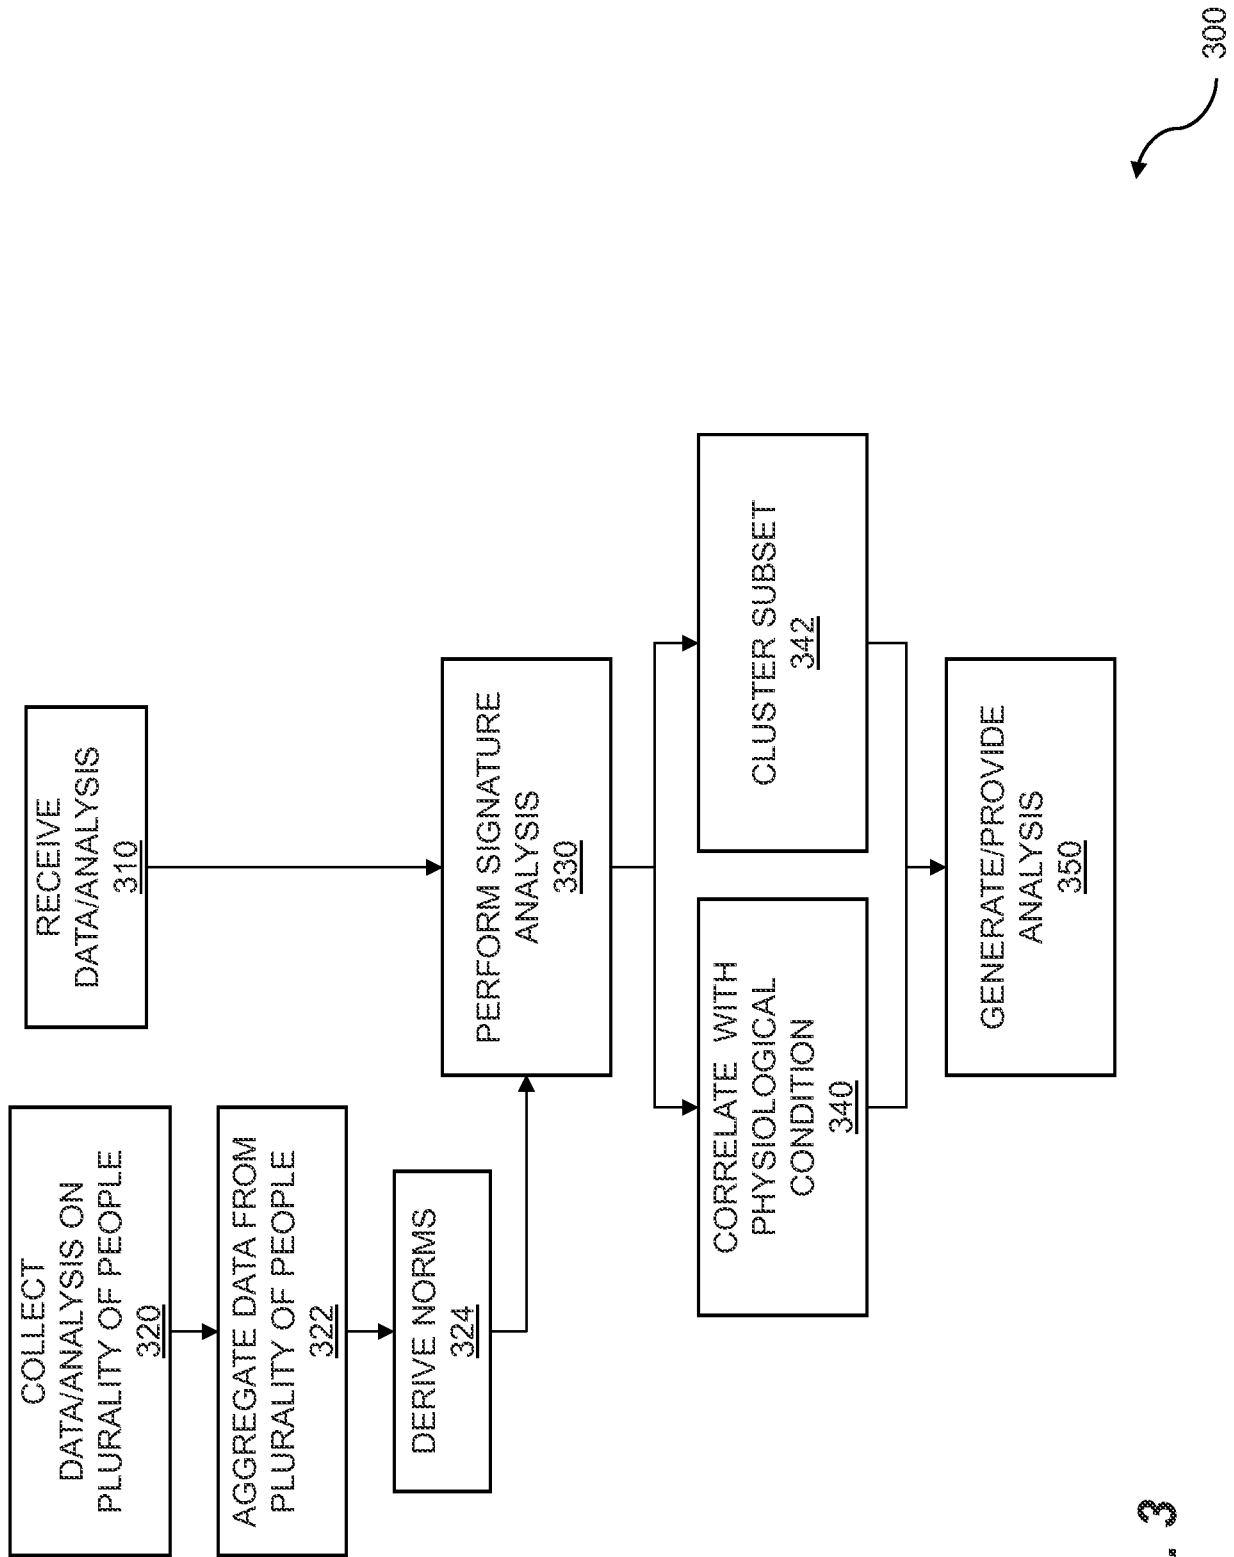 COLLECT
DATA/ANALYSIS ON
PLURALITY OF PEOPLE
320
AGGREGATE DATA FROM
PLURALITY OF PEOPLE
322
DERIVE NORMS
324
RECEIVE
DATA/ANALYSIS
310
PERFORM SIGNATURE
ANALYSIS
330
CORRELATE WITH
PHYSIOLOGICAL
CONDITION
340
CLUSTER SUBSET
342
GENERATE/PROVIDE
ANALYSIS
350
300
. 3